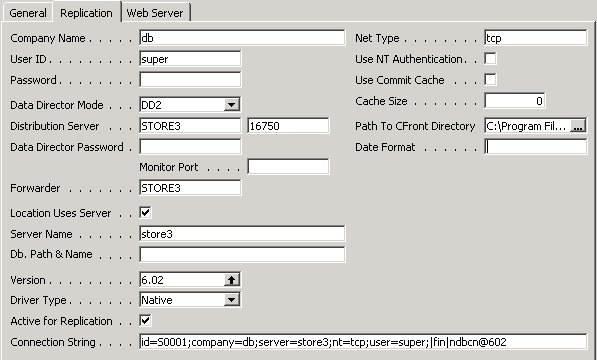 General Replication Web Server
Company Name . . . . . db Net Type . . . . . . . tcp
User ID . . . . . . . . super Use NT Authentication . .
Password . . . . . . . . Use Commit Cache . . . .
Data Director Mode . . . DD2 Cache Size . . . . . . 0
Distribution Server . . . STORE3 16750 Path To CFront Directory C:\Program Fil... ...
Data Director Password . Date Format . . . . . .
Monitor Port . . . .
Forwarder . . . . . . . STORE3
Location Uses Server . .
Server Name . . . . . . store3
Db. Path & Name . . . .
Version . . . . . . . . 6.02
Driver Type . . . . . . Native
Active for Replication . .
Connection String . . . . id=S0001;company=db;server=store3;nt=tcp;user=super;|fin|ndbcn@602